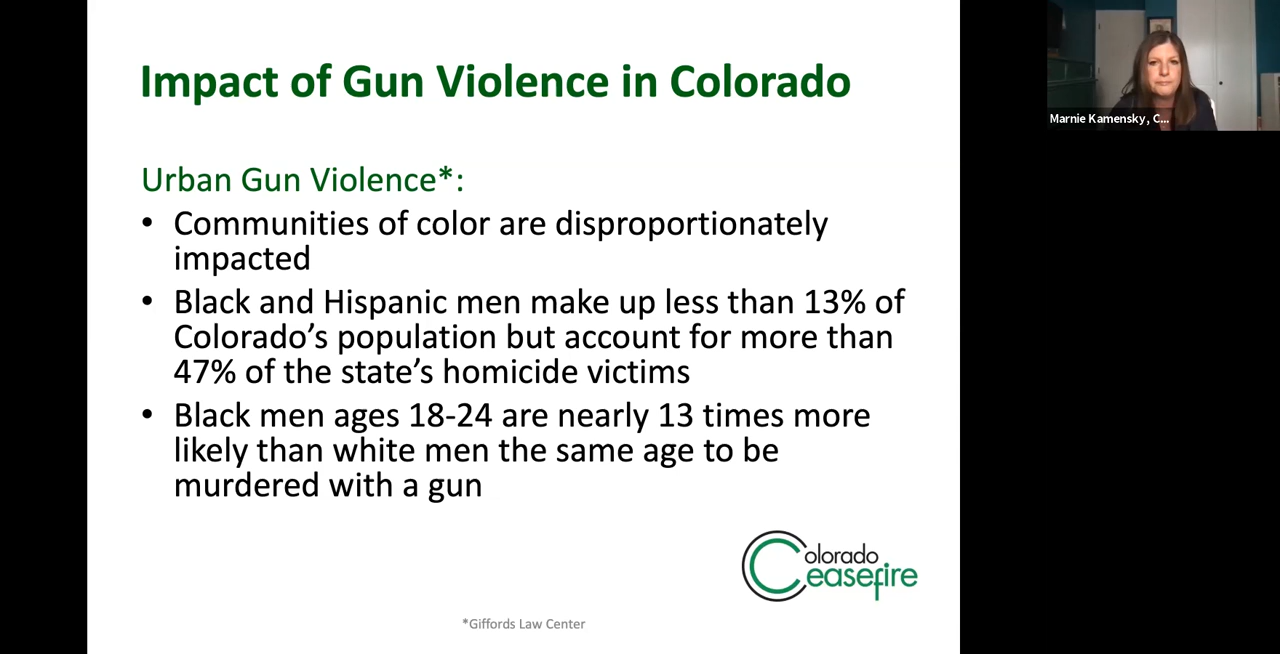 Impact of Gun Violence in Colorado
Urban Gun Violence*:
• Communities of color are disproportionately
impacted
• Black and Hispanic men make up less than 13% of
Colorado's population but account for more than
47% of the state's homicide victims
• Black men ages 18-24 are nearly 13 times more
likely than white men the same age to be
murdered with a gun
Colorado
Ceasefire
*Giffords Law Center
Marnie Kamensky, C...